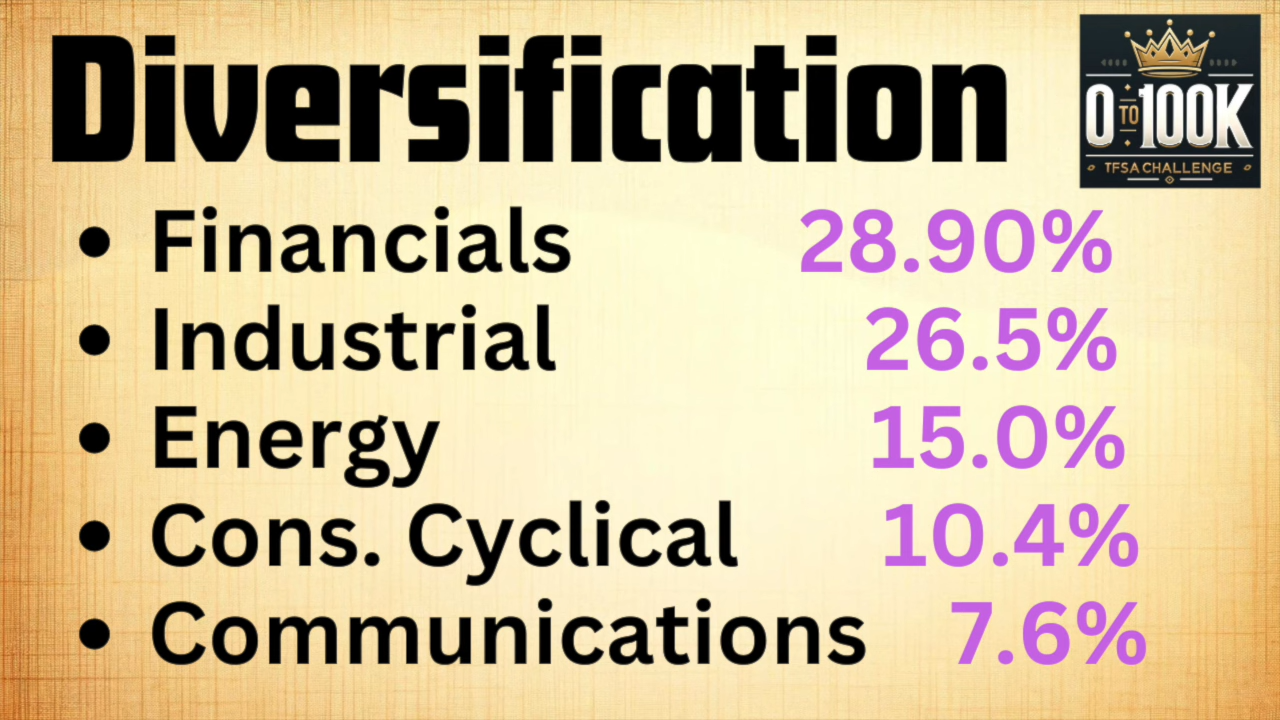 Diversification
0 TO 100K
TFSA CHALLENGE
• Financials 28.90%
• Industrial 26.5%
• Energy 15.0%
• Cons. Cyclical 10.4%
• Communications 7.6%